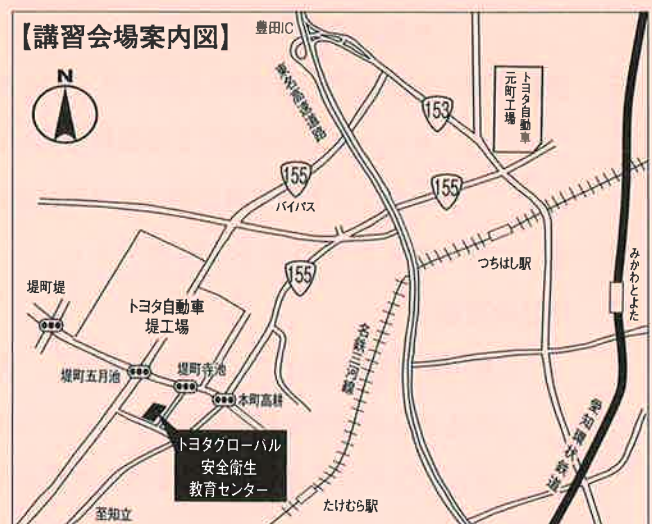 【講習会場案内図】
豊田IC
N
東名高速道路
153
トヨタ自動車
元町工場
155
バイパス
155
つちはし駅
みかわとよた
155
堤町堤
トヨタ自動車
堤工場
名鉄三河線
堤町五月池
堤町寺池
本町高耕
愛知環状鉄道
トヨタグローバル
安全衛生
教育センター
たけむら駅
至知立